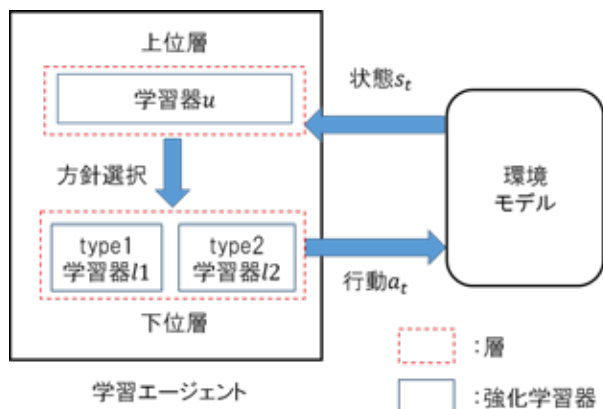 上位層
学習器u
状態s_t
方針選択
環境
モデル
type1
学習器l1
type2
学習器l2
行動a_t
下位層
:層
学習エージェント
:強化学習器